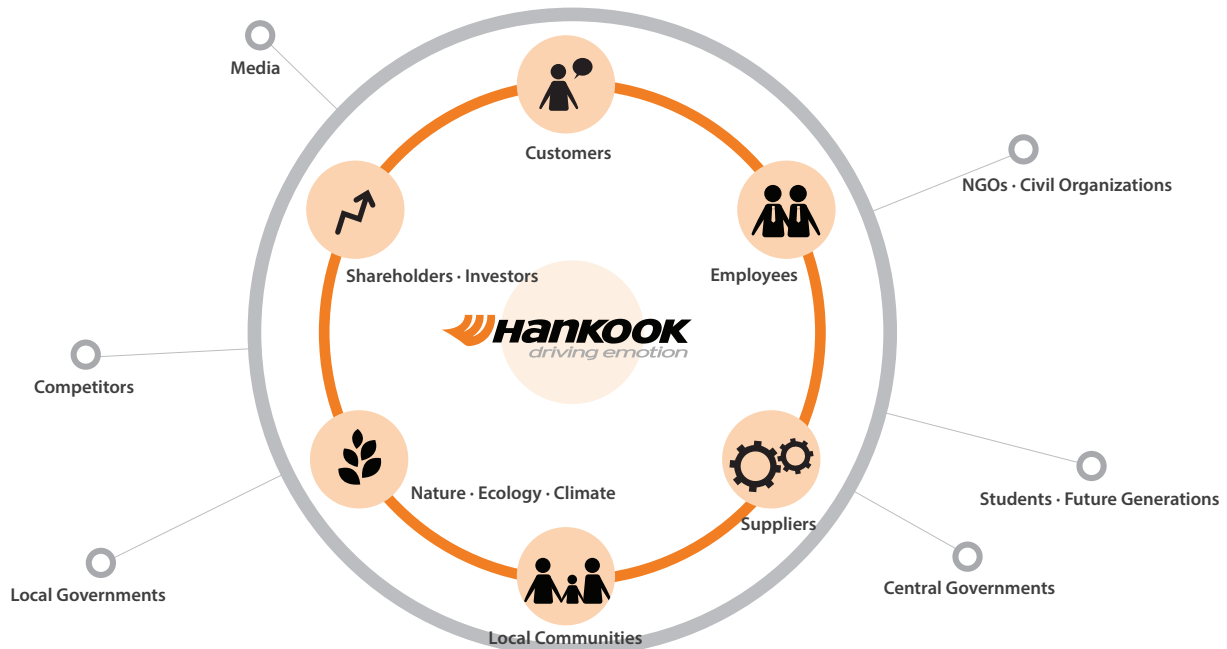 Media
Customers
NGOs · Civil Organizations
Shareholders · Investors
Employees
HANKOOK
driving emotion
Competitors
Nature · Ecology · Climate
Students · Future Generations
Suppliers
Central Governments
Local Governments
Local Communities